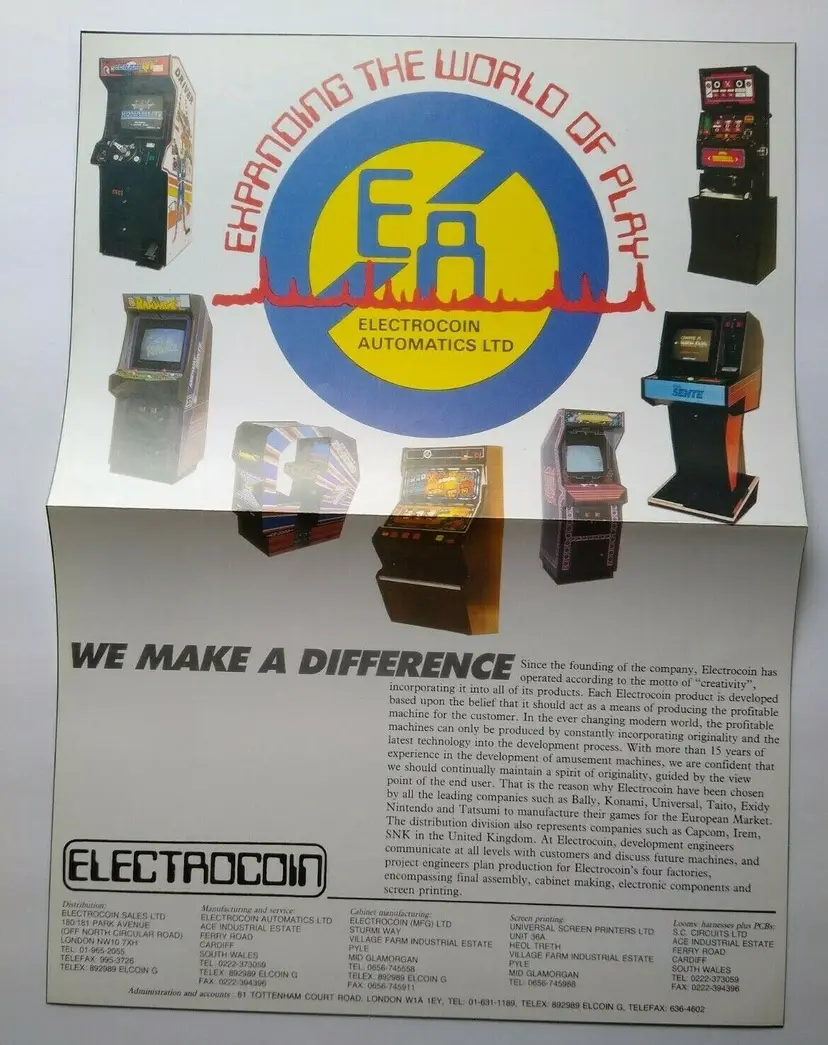 EXPANDING THE WORLD OF PLAY
EA
ELECTROCOIN
AUTOMATICS LTD
DRIVER
SENTE
WE MAKE A DIFFERENCE
Since the founding of the company, Electrocoin has
operated according to the motto of "creativity",
incorporating it into all of its products. Each Electrocoin product is developed
based upon the belief that it should act as a means of producing the profitable
machine for the customer. In the ever changing modern world, the profitable
machines can only be produced by constantly incorporating originality and the
latest technology into the development process. With more than 15 years of
experience in the development of amusement machines, we are confident that
we should continually maintain a spirit of originality, guided by the view
point of the end user. That is the reason why Electrocoin have been chosen
by all the leading companies such as Bally, Konami, Universal, Taito, Exidy
Nintendo and Tatsumi to manufacture their games for the European Market.
The distribution division also represents companies such as Capcom, Irem,
SNK in the United Kingdom. At Electrocoin, development engineers
communicate at all levels with customers and discuss future machines, and
project engineers plan production for Electrocoin's four factories,
encompassing final assembly, cabinet making, electronic components and
screen printing.
ELECTROCOIN
Distribution:
ELECTROCOIN SALES LTD
180/181 PARK AVENUE
(OFF NORTH CIRCULAR ROAD)
LONDON NW10 7XH
TEL: 01-965-2055
TELEFAX: 995-3726
TELEX: 892989 ELCOIN G
Manufacturing and service:
ELECTROCOIN AUTOMATICS LTD
ACE INDUSTRIAL ESTATE
FERRY ROAD
CARDIFF
SOUTH WALES
TEL: 0222-373059
TELEX: 892989 ELCOIN G
FAX: 0222-394396
Cabinet manufacturing:
ELECTROCOIN (MFG) LTD
STURMI WAY
VILLAGE FARM INDUSTRIAL ESTATE
PYLE
MID GLAMORGAN
TEL: 0656-745558
TELEX: 892989 ELCOIN G
FAX: 0656-745911
Screen printing:
UNIVERSAL SCREEN PRINTERS LTD
UNIT 36A
HEOL TRETH
VILLAGE FARM INDUSTRIAL ESTATE
PYLE
MID GLAMORGAN
TEL: 0656-745988
Looms: harnesses plus PCBs:
S.C. CIRCUITS LTD
ACE INDUSTRIAL ESTATE
FERRY ROAD
CARDIFF
SOUTH WALES
TEL: 0222-373059
FAX: 0222-394396
Administration and accounts: 81 TOTTENHAM COURT ROAD, LONDON W1A 1EY, TEL: 01-631-1189, TELEX: 892989 ELCOIN G, TELEFAX: 636-4602